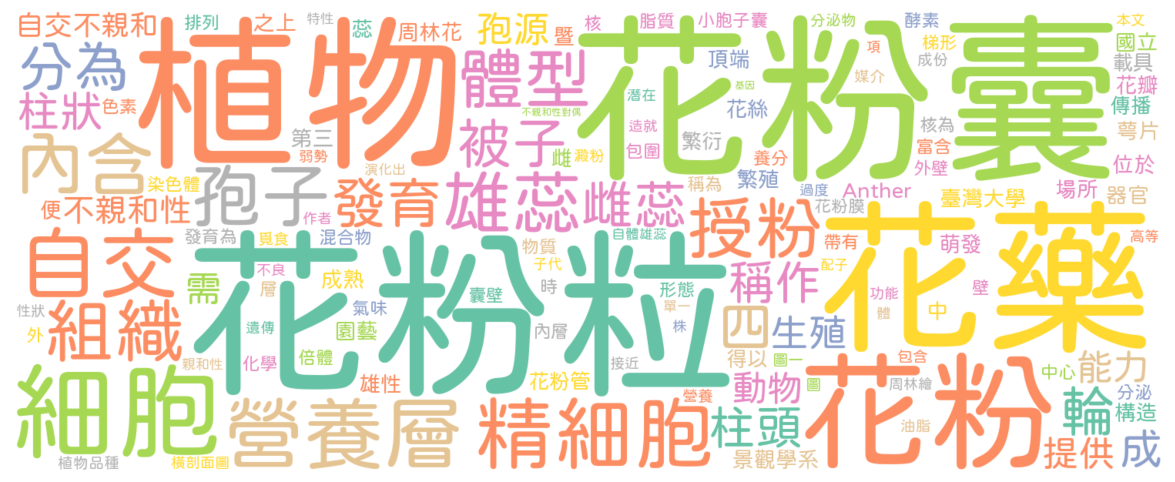 自交不親和 排列 之上 特性 蕊 周林花 孢源 暨 核 脂質 小胞子囊 分泌物 酵素 本文
分為 植物 體型 頂端 花粉囊 項 梯形 成份 國立 載具
柱狀 色素 第三 被子 不親和性對偶 潛在 基因 花絲 媒介 花瓣 傳播
內含 弱勢 演化出 雌 澱粉 造就 包圍 繁衍 養分 核為 富含 外壁 萼片 位於
染色體 孢子 發育 雄蕊 雌蕊 稱為 繁殖 過度 Anther 臺灣大學 場所 器官
便 不親和性 作者 花粉膜
自交 發育為 覓食 混合物 花粉粒 物質 自體雄蕊 授粉 帶有 花藥 萌發 高等
需 不良 層 成熟 子代 囊壁 時 形態 稱作 配子 功能 壁
性狀 外 組織 遺傳 園藝 氣味 內層 單一 株 四 生殖 體 中
細胞 親和性 化學 倍體 接近 得以 圖一 包含 中心 能力
營養層 雄性 花粉管 營養 動物 圖 周林繪 花粉 輪 分泌 構造
植物品種 橫剖面圖 精細胞 柱頭 景觀學系 油脂 提供 成